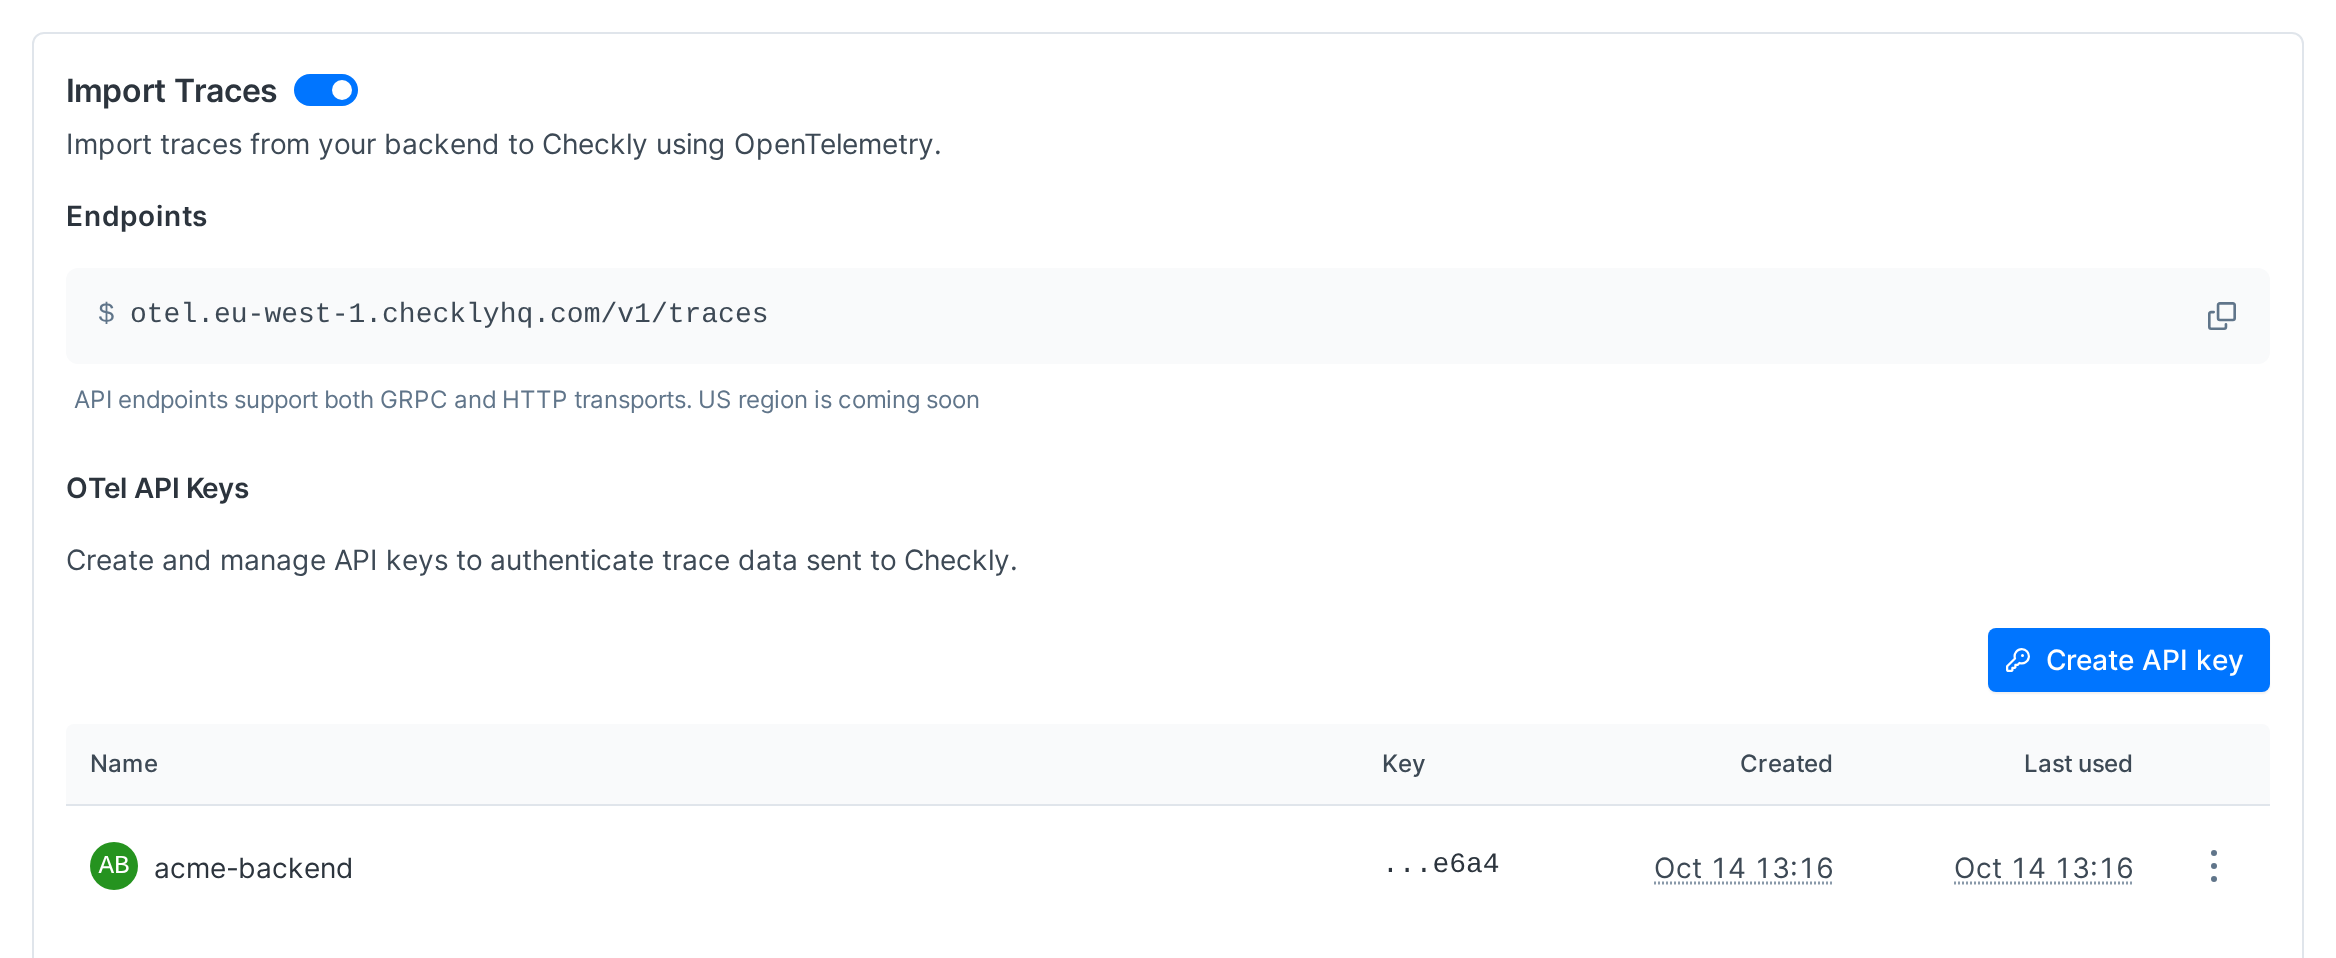 Import Traces
Import traces from your backend to Checkly using OpenTelemetry.
Endpoints
$ otel.eu-west-1.checklyhq.com/v1/traces
API endpoints support both GRPC and HTTP transports. US region is coming soon
OTel API Keys
Create and manage API keys to authenticate trace data sent to Checkly.
Create API key
Name Key Created Last used
AB acme-backend ...e6a4 Oct 14 13:16 Oct 14 13:16